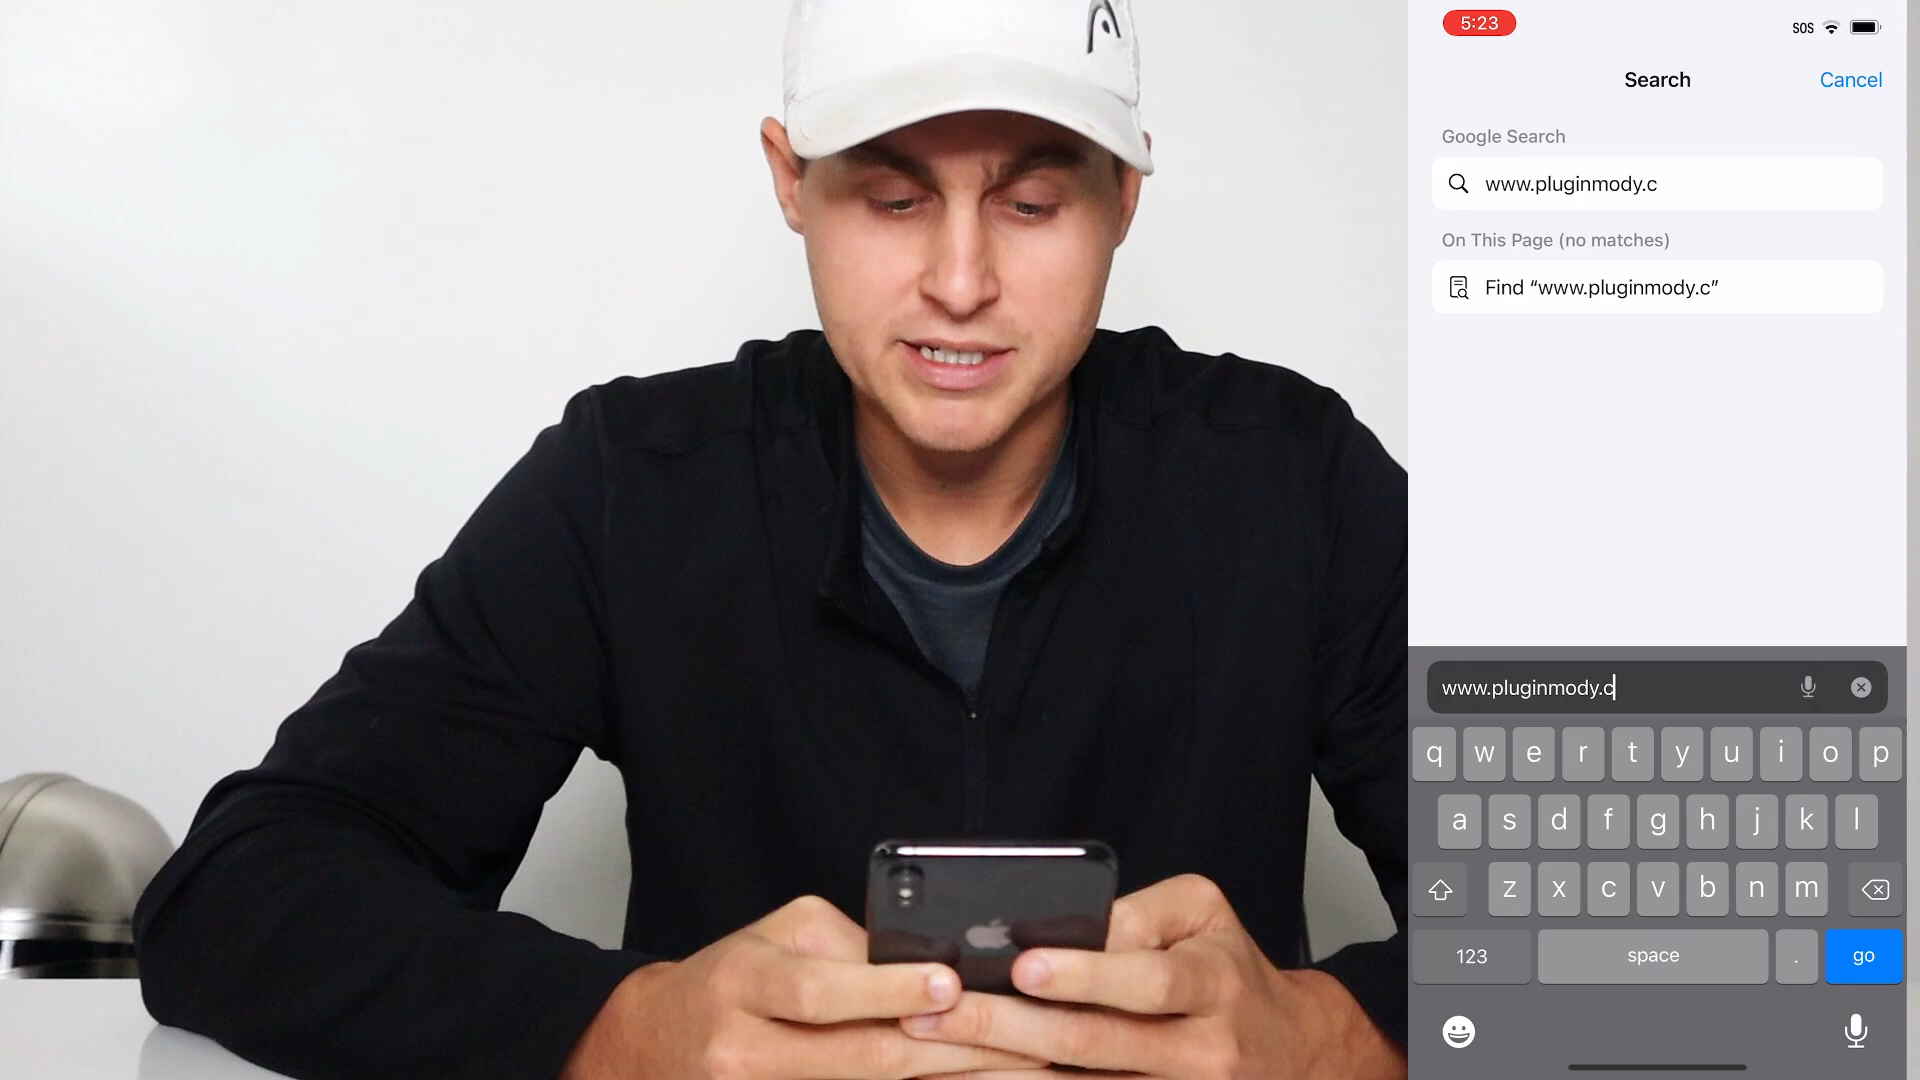 5:23
SOS
Search
Cancel
Google Search
www.pluginmody.c
On This Page (no matches)
Find “www.pluginmody.c”
www.pluginmody.c
q w e r t y u i o p
a s d f g h j k l
z x c v b n m
123 space . go